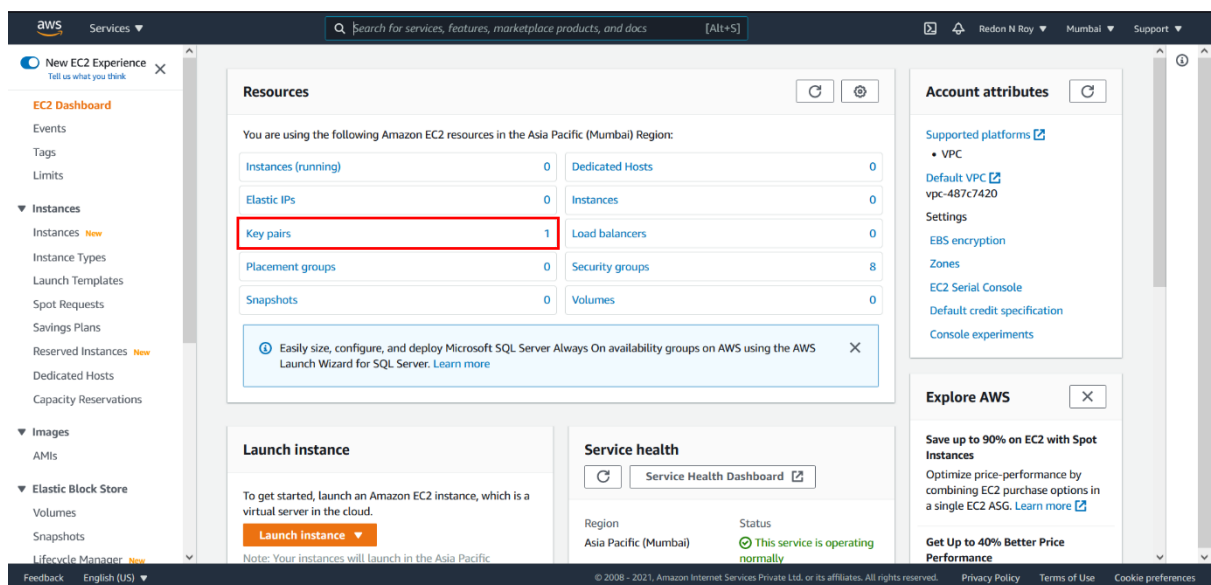 aws Services ▼ Search for services, features, marketplace products, and docs [Alt+S] Redon N Roy ▼ Mumbai ▼ Support ▼
New EC2 Experience
Tell us what you think
EC2 Dashboard
Events
Tags
Limits
▼ Instances
Instances New
Instance Types
Launch Templates
Spot Requests
Savings Plans
Reserved Instances New
Dedicated Hosts
Capacity Reservations
▼ Images
AMIs
▼ Elastic Block Store
Volumes
Snapshots
Lifecycle Manager New
Resources
You are using the following Amazon EC2 resources in the Asia Pacific (Mumbai) Region:
Instances (running) 0 Dedicated Hosts 0
Elastic IPs 0 Instances 0
Key pairs 1 Load balancers 0
Placement groups 0 Security groups 8
Snapshots 0 Volumes 0
Easily size, configure, and deploy Microsoft SQL Server Always On availability groups on AWS using the AWS
Launch Wizard for SQL Server. Learn more
Launch instance
To get started, launch an Amazon EC2 instance, which is a
virtual server in the cloud.
Launch instance ▼
Note: Your instances will launch in the Asia Pacific
Service health
Service Health Dashboard
Region Status
Asia Pacific (Mumbai) This service is operating
normally
Account attributes
Supported platforms
• VPC
Default VPC
vpc-487c7420
Settings
EBS encryption
Zones
EC2 Serial Console
Default credit specification
Console experiments
Explore AWS
Save up to 90% on EC2 with Spot
Instances
Optimize price-performance by
combining EC2 purchase options in
a single EC2 ASG. Learn more
Get Up to 40% Better Price
Performance
Feedback English (US) ▼ © 2008 - 2021, Amazon Internet Services Private Ltd. or its affiliates. All rights reserved. Privacy Policy Terms of Use Cookie preferences